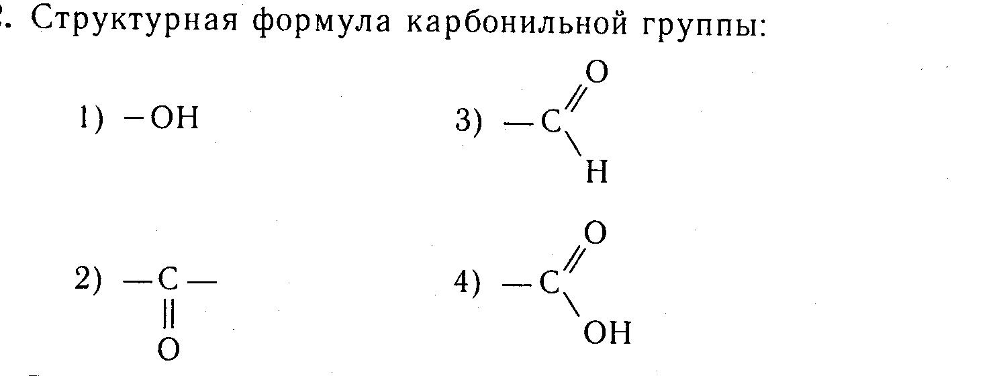 . Структурная формула карбонильной группы:
1) –OH
3) —C
O
H
2) —C—
O
4) —C
O
OH